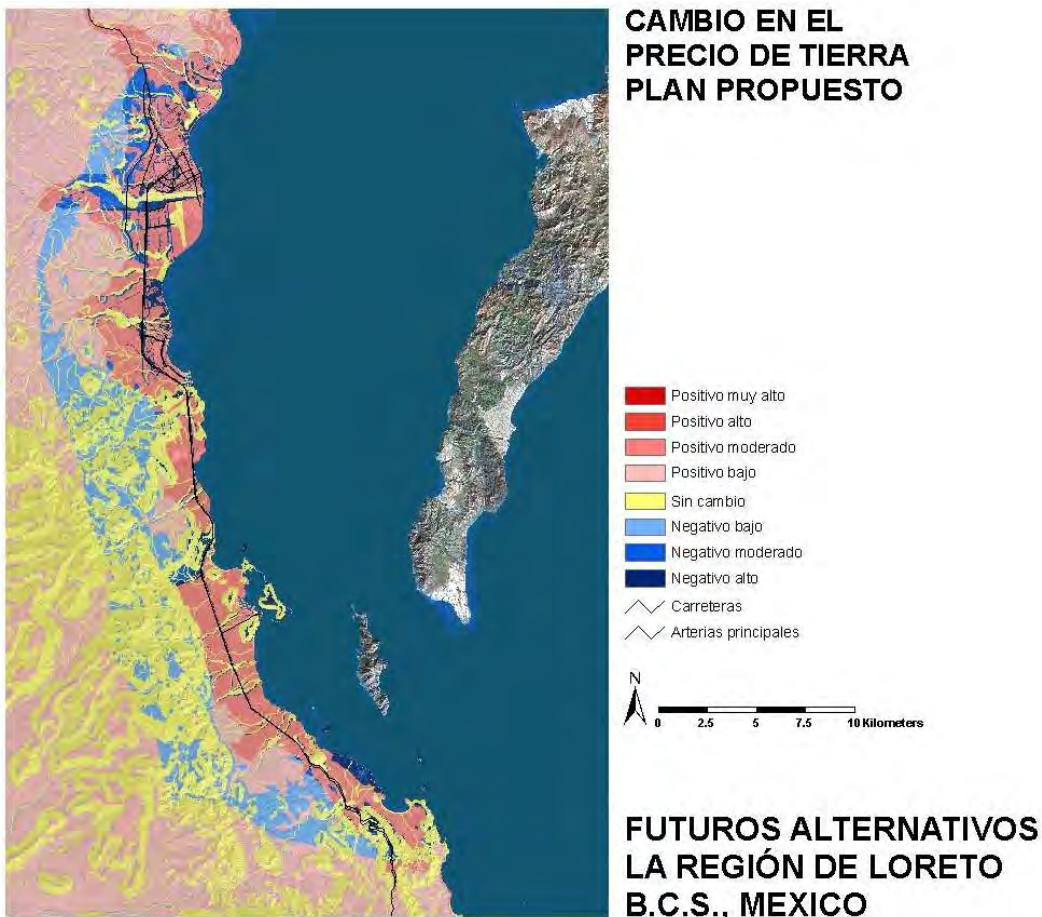 CAMBIO EN EL
PRECIO DE TIERRA
PLAN PROPUESTO
Positivo muy alto
Positivo alto
Positivo moderado
Positivo bajo
Sin cambio
Negativo bajo
Negativo moderado
Negativo alto
Carreteras
Arterias principales
N
0 2.5 5 7.5 10 Kilometers
FUTUROS ALTERNATIVOS
LA REGIÓN DE LORETO
B.C.S., MEXICO